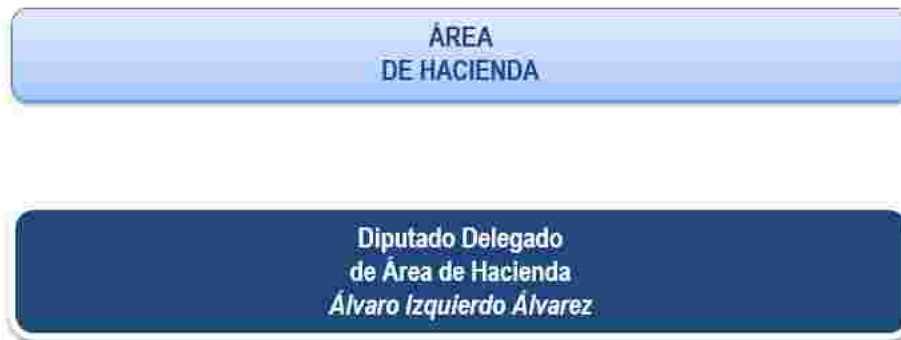 ÁREA
DE HACIENDA
Diputado Delegado
de Área de Hacienda
Álvaro Izquierdo Álvarez